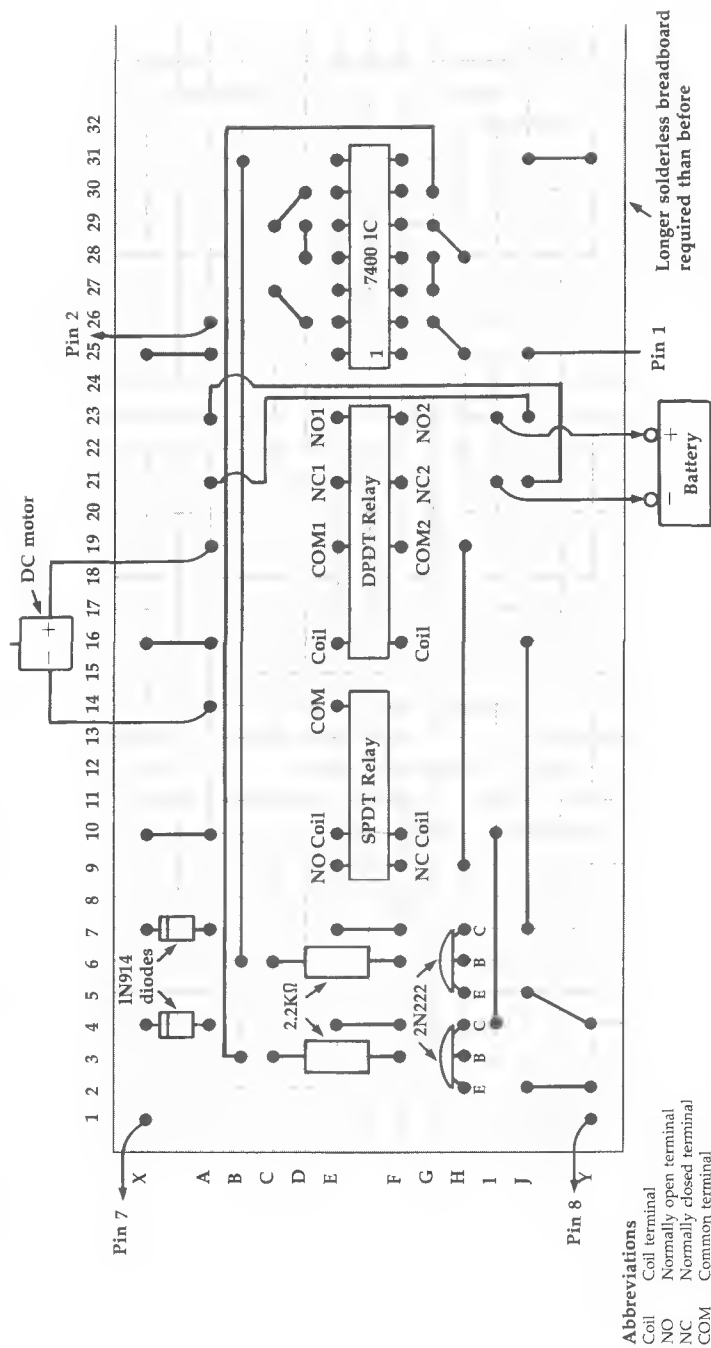 Longer solderless breadboard
required than before
DC motor
Pin 2
− +
1 2 3 4 5 6 7 8 9 10 11 12 13 14 15 16 17 18 19 20 21 22 23 24 25 26 27 28 29 30 31 32
Pin 7
X
1N914
diodes
A
B
C
D
2.2KΩ
NO Coil
COM
Coil
COM1
NC1
NO1
E
SPDT Relay
DPDT Relay
1
7400 IC
F
NC Coil
Coil
COM2
NC2
NO2
G
2N222
H
E B C
E B C
I
J
Pin 8
Y
Pin 1
− +
Battery
Abbreviations
Coil Coil terminal
NO Normally open terminal
NC Normally closed terminal
COM Common terminal